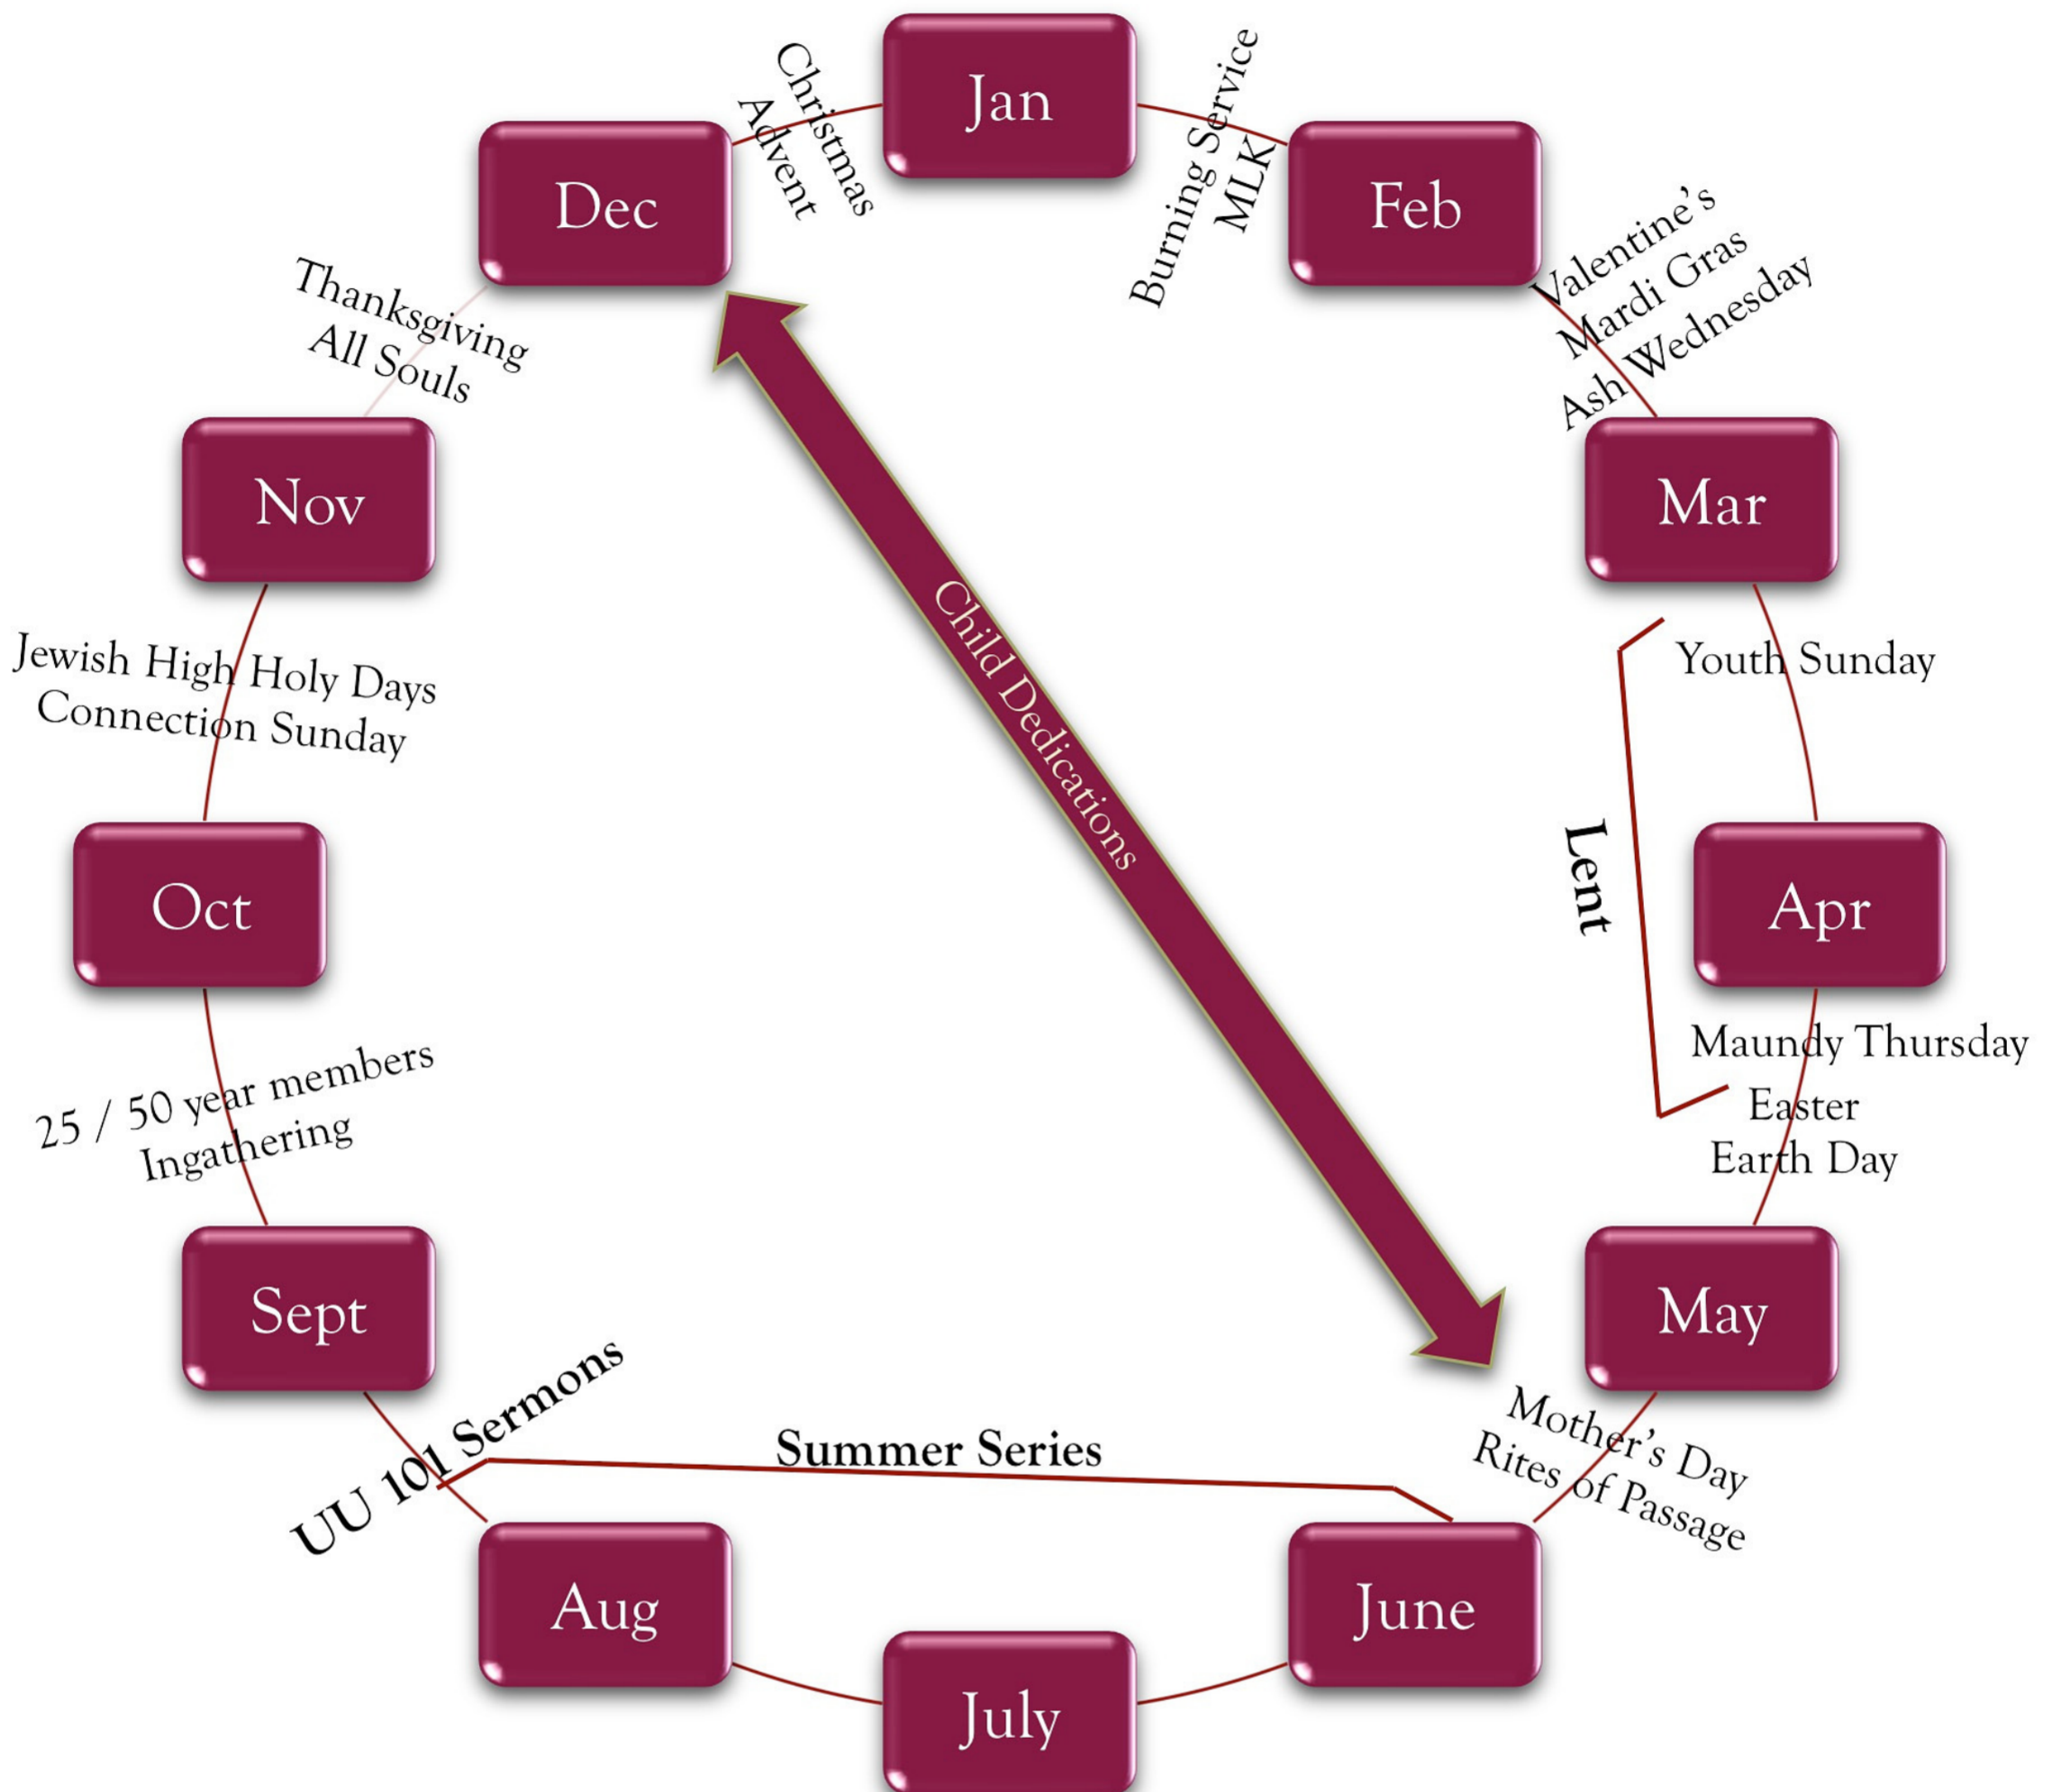 Jan
Burning Service
MLK
Feb
Valentine's
Mardi Gras
Ash Wednesday
Mar
Youth Sunday
Lent
Apr
Maundy Thursday
Easter
Earth Day
May
Mother's Day
Rites of Passage
June
Summer Series
July
Aug
UU 101 Sermons
Sept
25 / 50 year members
Ingathering
Oct
Jewish High Holy Days
Connection Sunday
Nov
Thanksgiving
All Souls
Dec
Christmas
Advent
Child Dedications